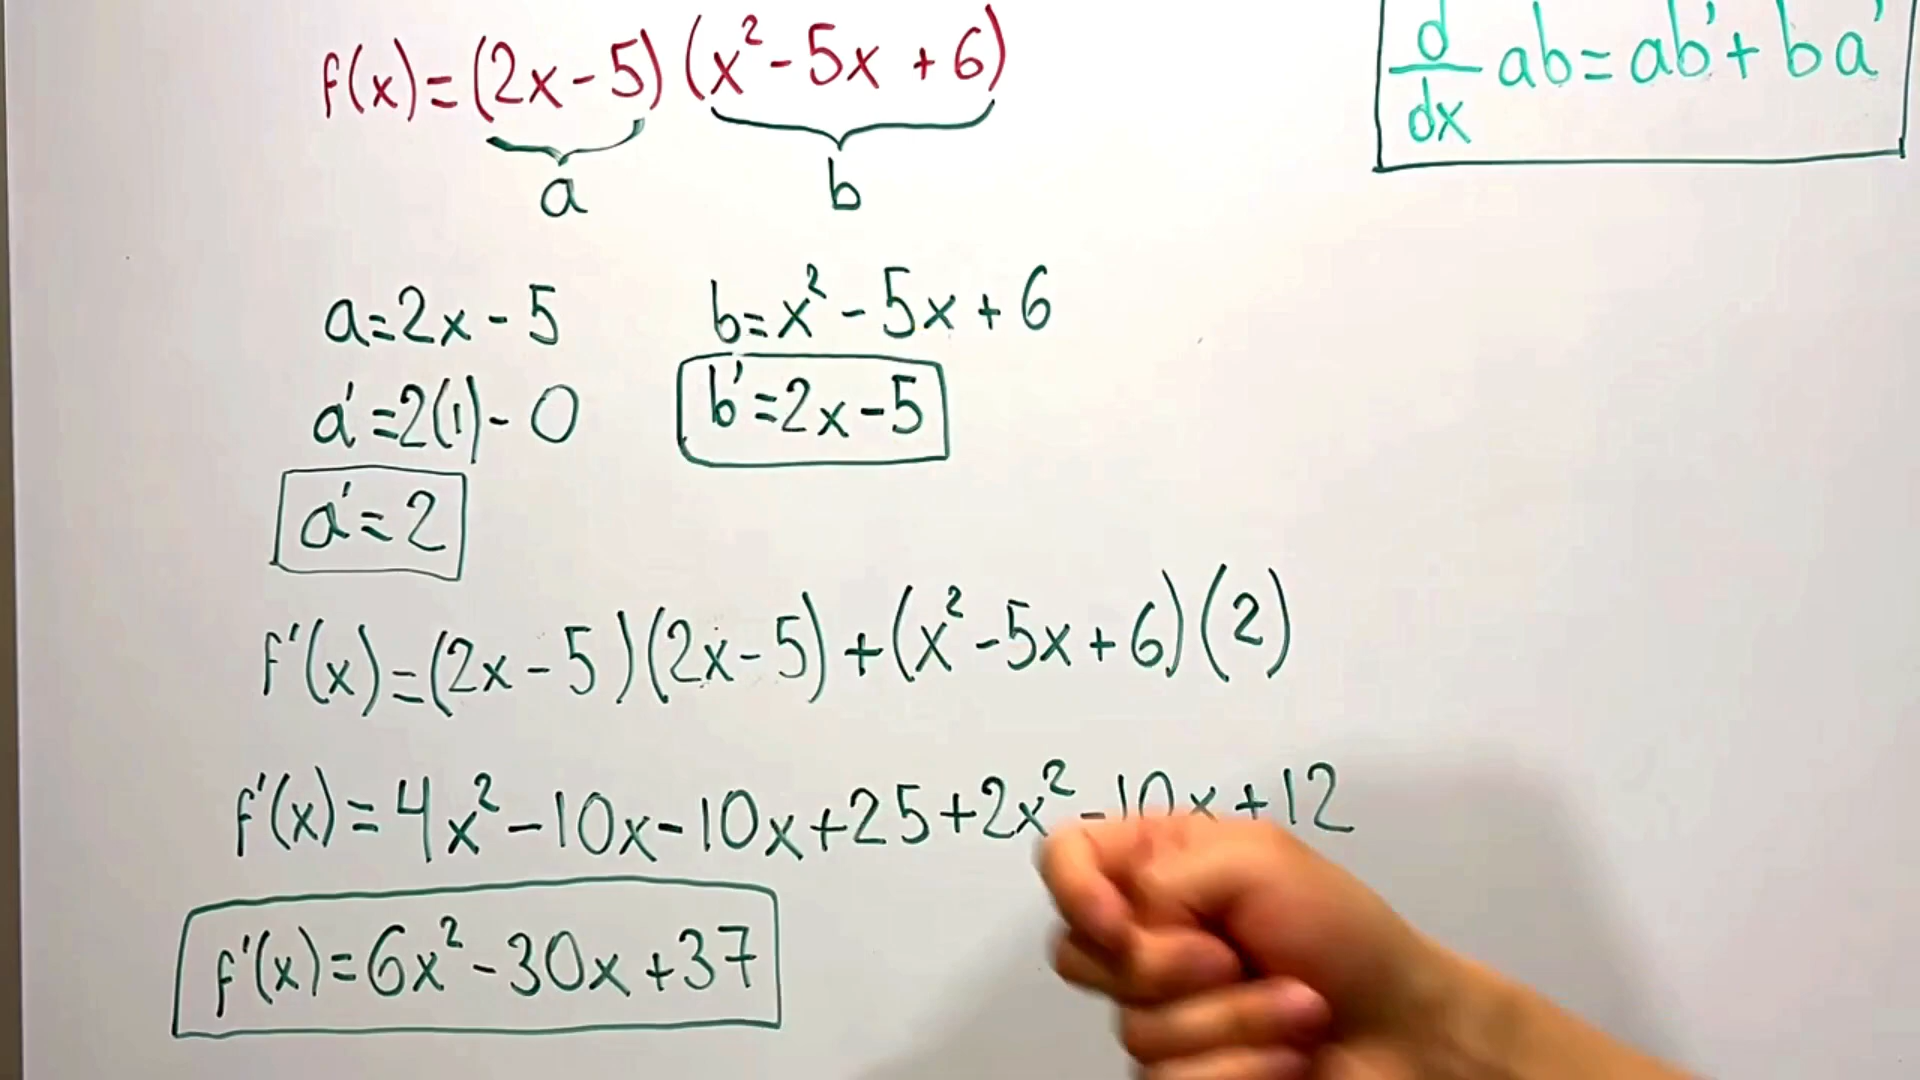 f(x)=(2x-5)(x²-5x+6)
a
b
d/dx ab=ab'+ba'
a=2x-5
b=x²-5x+6
a'=2(1)-0
b'=2x-5
a'=2
f'(x)=(2x-5)(2x-5)+(x²-5x+6)(2)
f'(x)=4x²-10x-10x+25+2x²-10x+12
f'(x)=6x²-30x+37